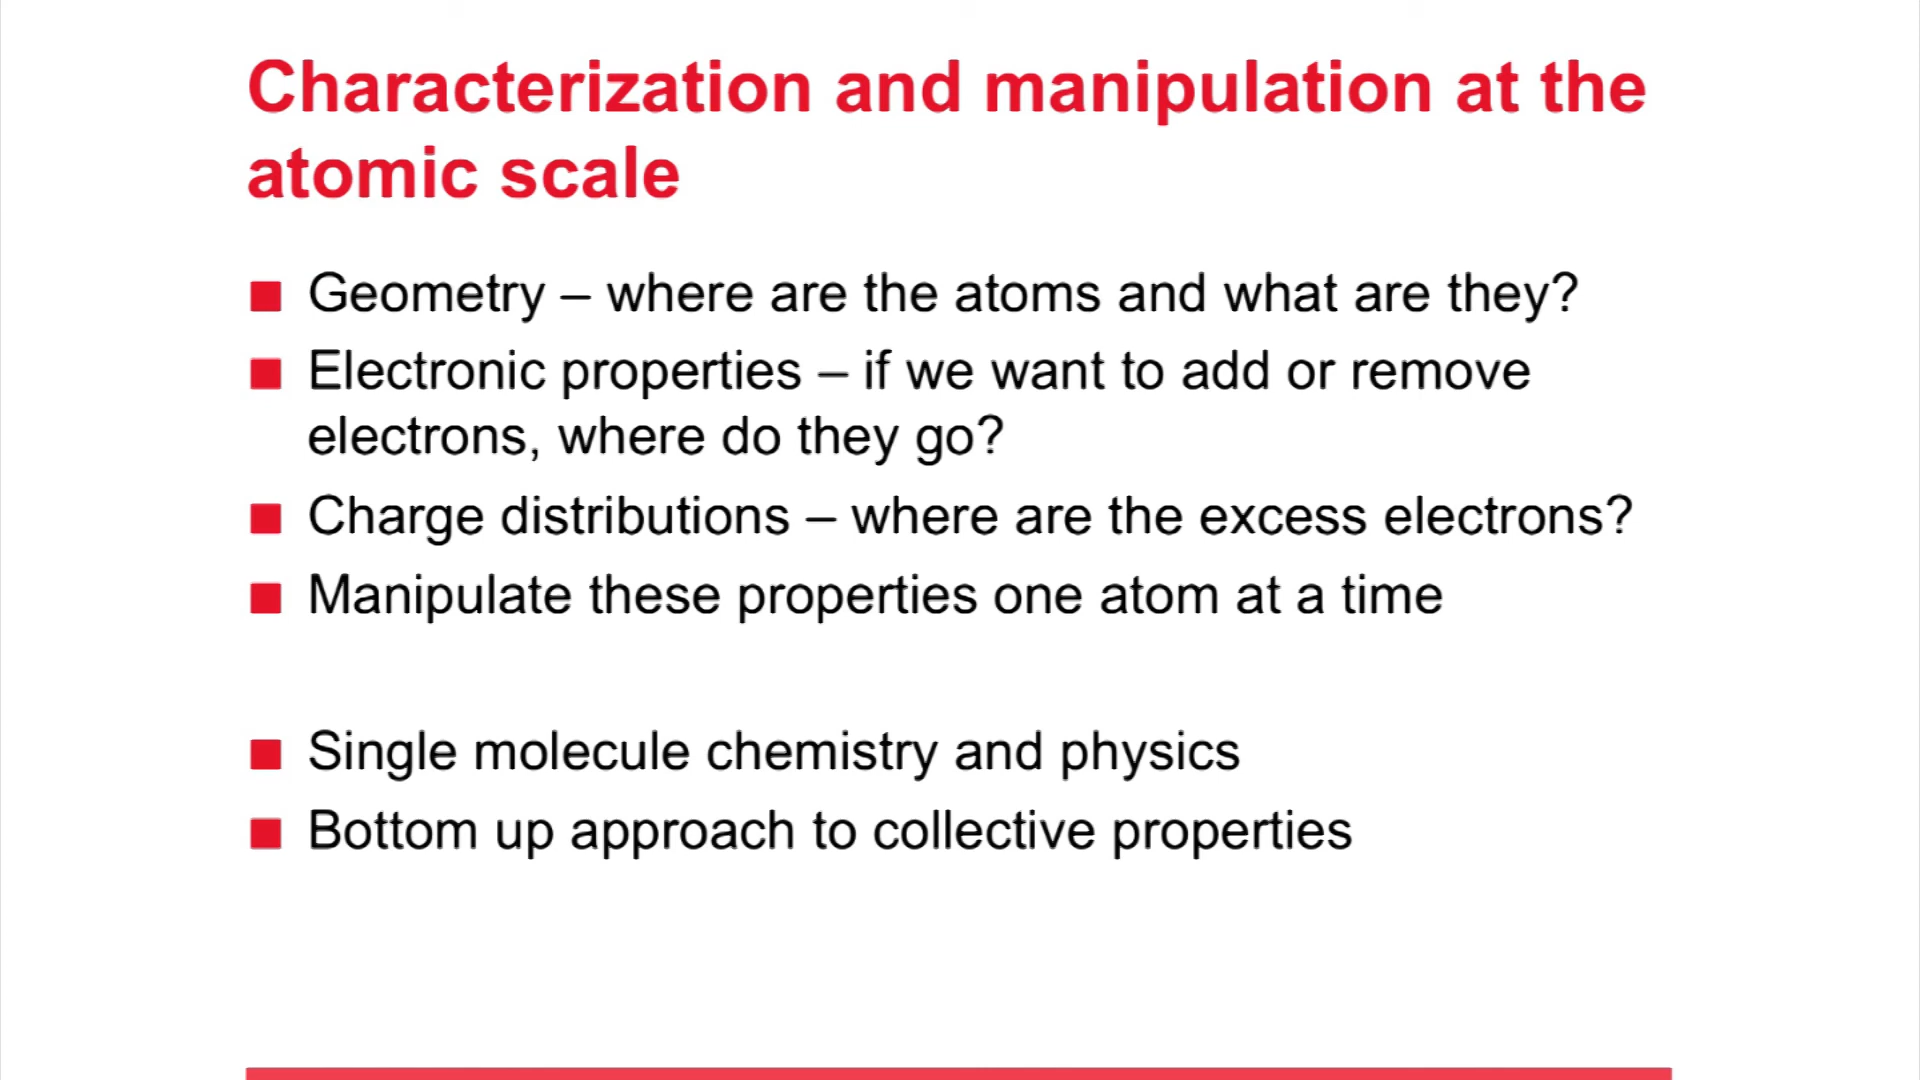 Characterization and manipulation at the
atomic scale
Geometry – where are the atoms and what are they?
Electronic properties – if we want to add or remove
electrons, where do they go?
Charge distributions – where are the excess electrons?
Manipulate these properties one atom at a time
Single molecule chemistry and physics
Bottom up approach to collective properties